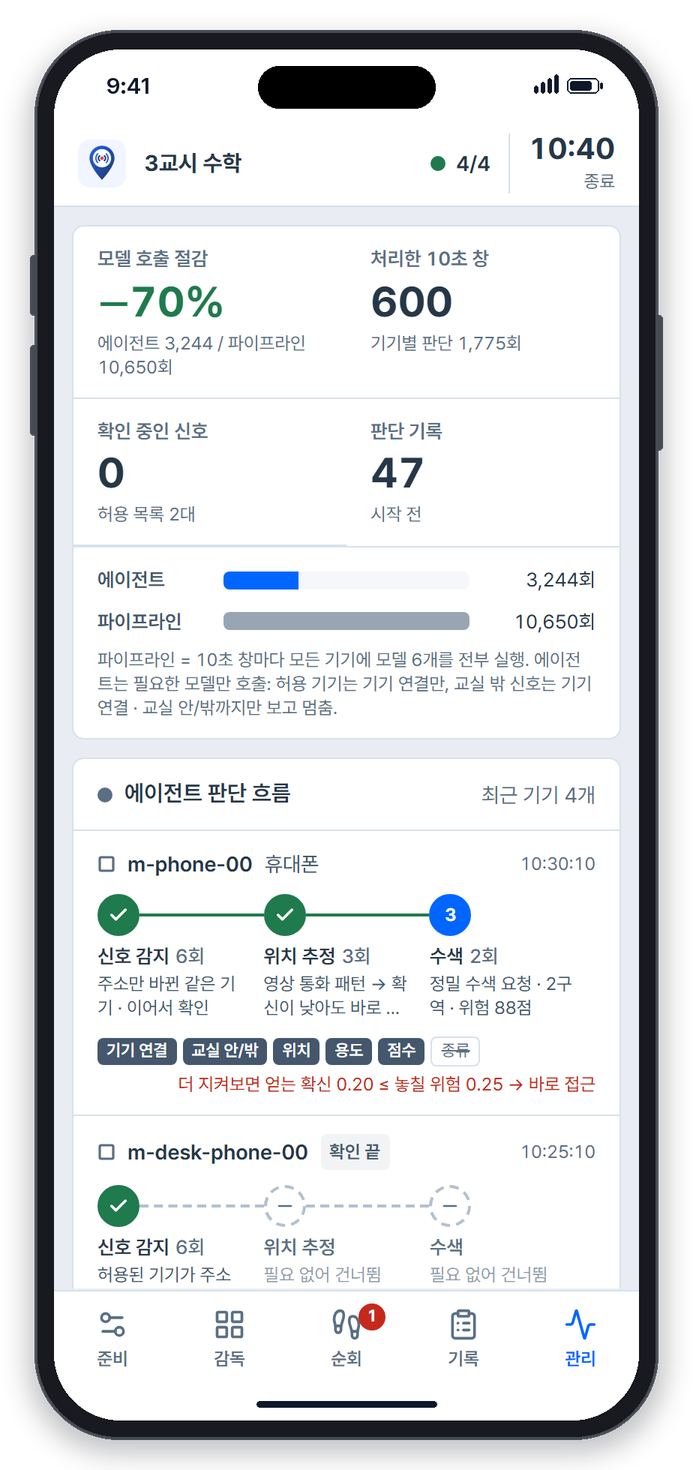 9:41
3교시 수학
4/4
10:40
종료
모델 호출 절감
−70%
에이전트 3,244 / 파이프라인
10,650회
처리한 10초 창
600
기기별 판단 1,775회
확인 중인 신호
0
허용 목록 2대
판단 기록
47
시작 전
에이전트 3,244회
파이프라인 10,650회
파이프라인 = 10초 창마다 모든 기기에 모델 6개를 전부 실행. 에이전
트는 필요한 모델만 호출: 허용 기기는 기기 연결만, 교실 밖 신호는 기기
연결 · 교실 안/밖까지만 보고 멈춤.
에이전트 판단 흐름
최근 기기 4개
m-phone-00 휴대폰
10:30:10
3
신호 감지 6회
주소만 바뀐 같은 기
기 · 이어서 확인
위치 추정 3회
영상 통화 패턴 → 확
신이 낮아도 바로 ...
수색 2회
정밀 수색 요청 · 2구
역 · 위험 88점
기기 연결 교실 안/밖 위치 용도 점수 종류
더 지켜보면 얻는 확신 0.20 ≤ 놓칠 위험 0.25 → 바로 접근
m-desk-phone-00 확인 끝
10:25:10
신호 감지 6회
허용된 기기가 주소
위치 추정
필요 없어 건너뜀
수색
필요 없어 건너뜀
준비
감독
1
순회
기록
관리